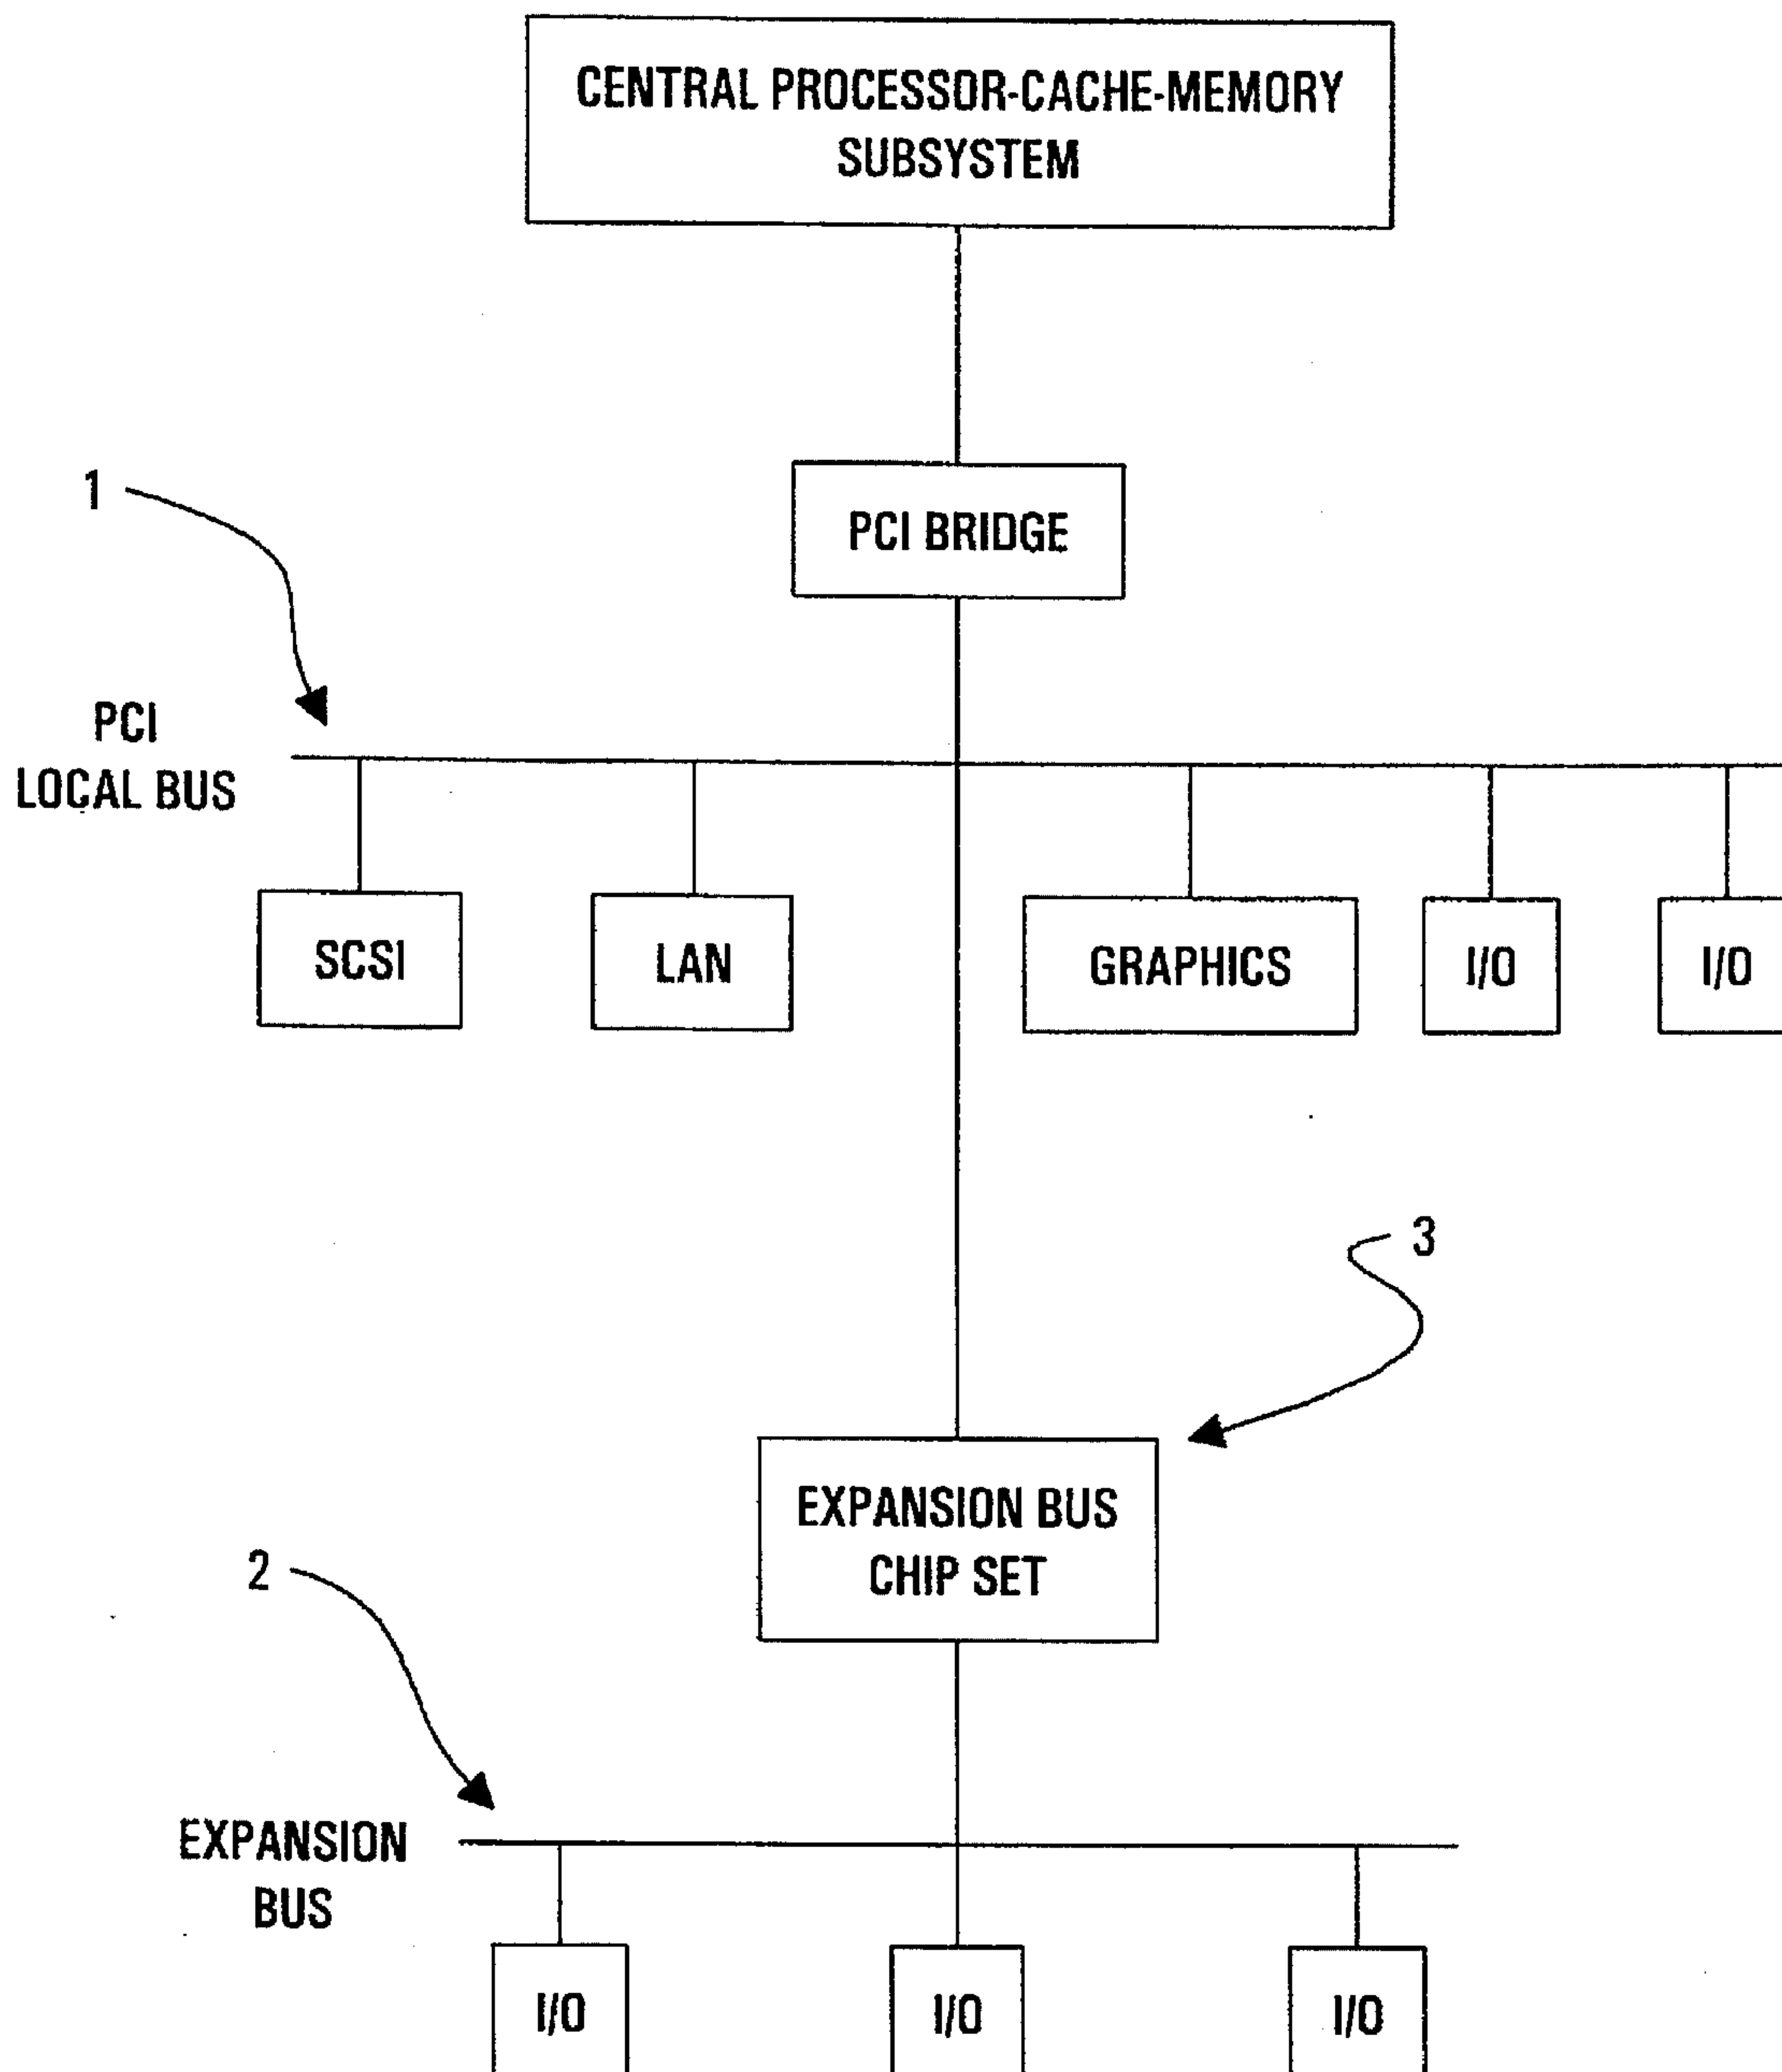 CENTRAL PROCESSOR-CACHE-MEMORY
SUBSYSTEM
PCI BRIDGE
1
PCI
LOCAL BUS
SCSI
LAN
GRAPHICS
I/O
I/O
3
EXPANSION BUS
CHIP SET
2
EXPANSION
BUS
I/O
I/O
I/O